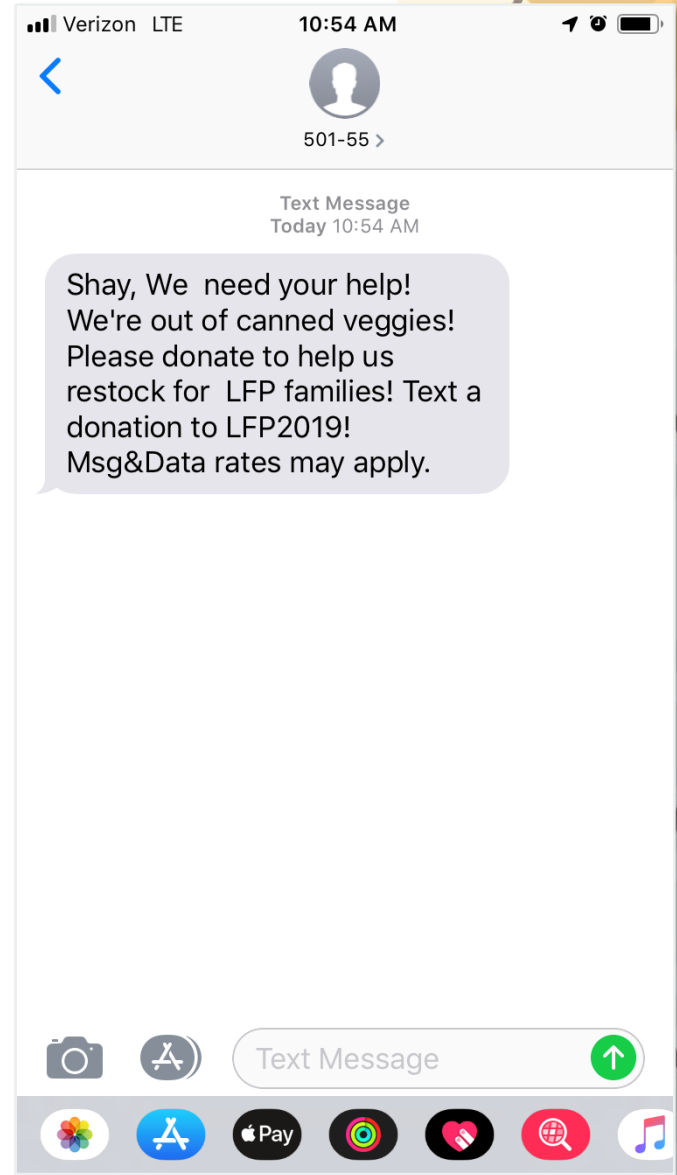 Verizon LTE 10:54 AM
501-55
Text Message
Today 10:54 AM
Shay, We  need your help!
We're out of canned veggies!
Please donate to help us
restock for  LFP families! Text a
donation to LFP2019!
Msg&Data rates may apply.
Text Message
Pay